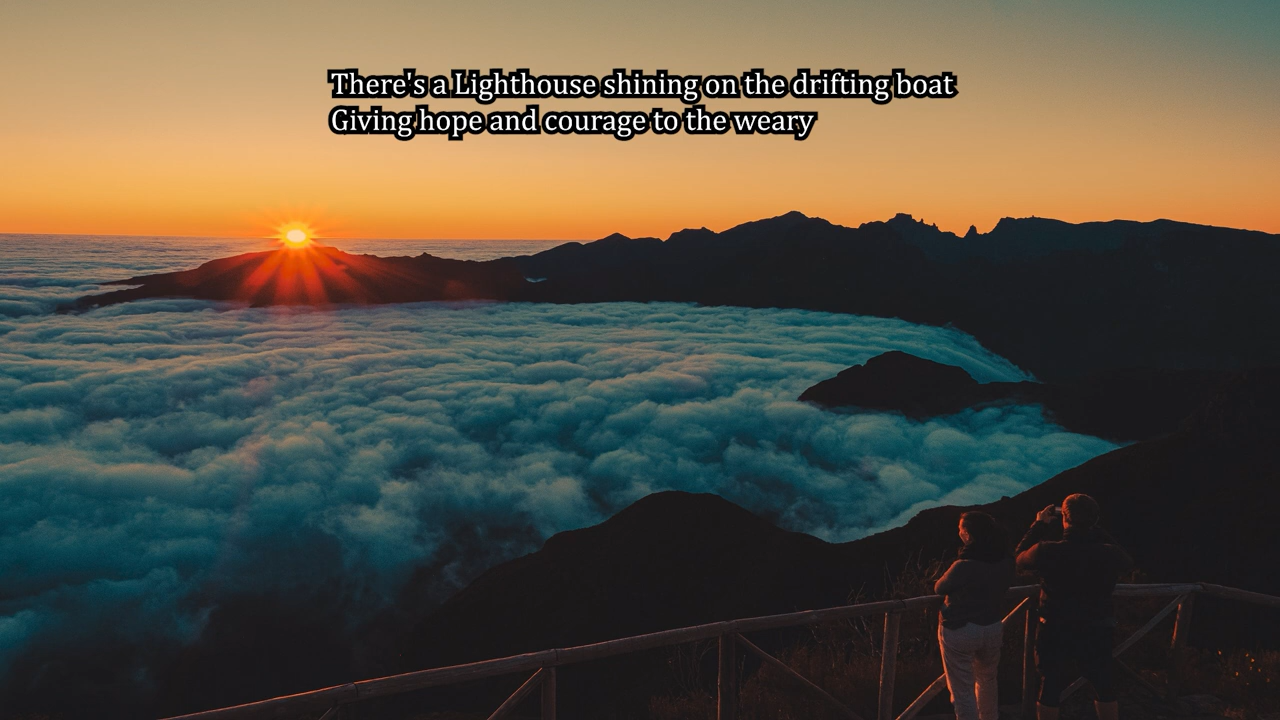 There's a Lighthouse shining on the drifting boat
Giving hope and courage to the weary